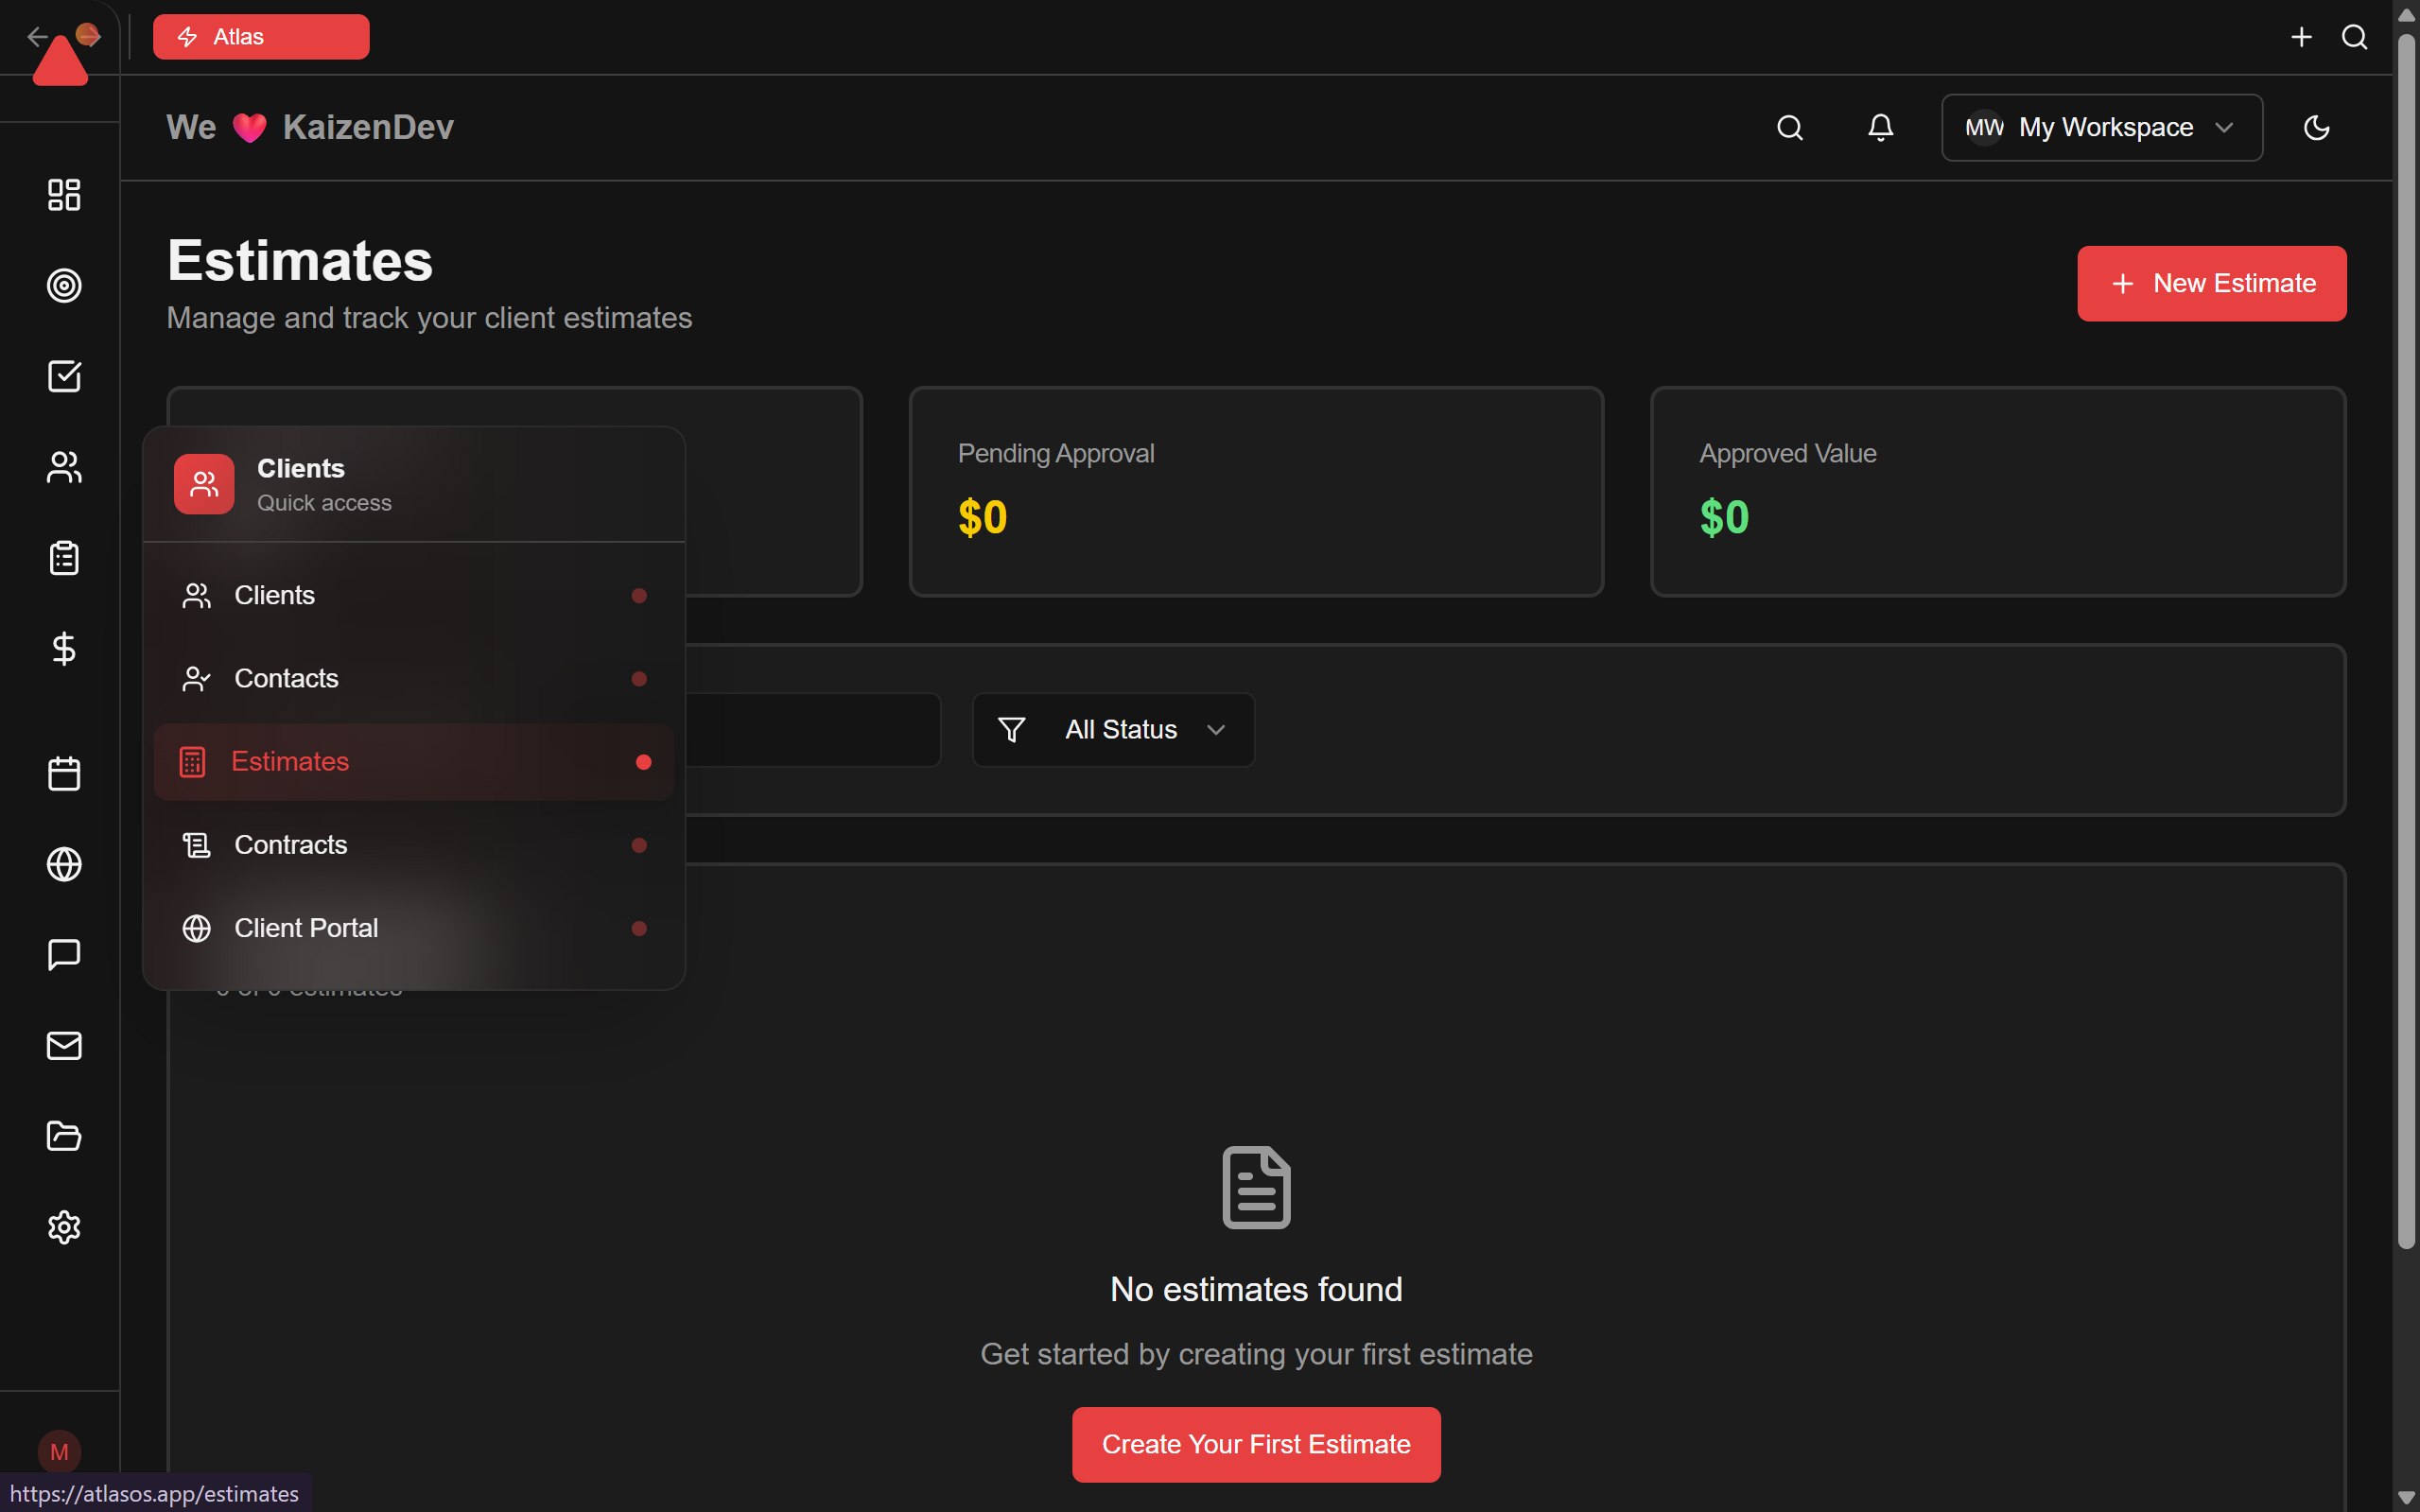 Atlas
We KaizenDev
MW My Workspace
Estimates
Manage and track your client estimates
New Estimate
Pending Approval
$0
Approved Value
$0
Clients
Quick access
Clients
Contacts
Estimates
Contracts
Client Portal
All Status
estimates
No estimates found
Get started by creating your first estimate
Create Your First Estimate
M
https://atlasos.app/estimates